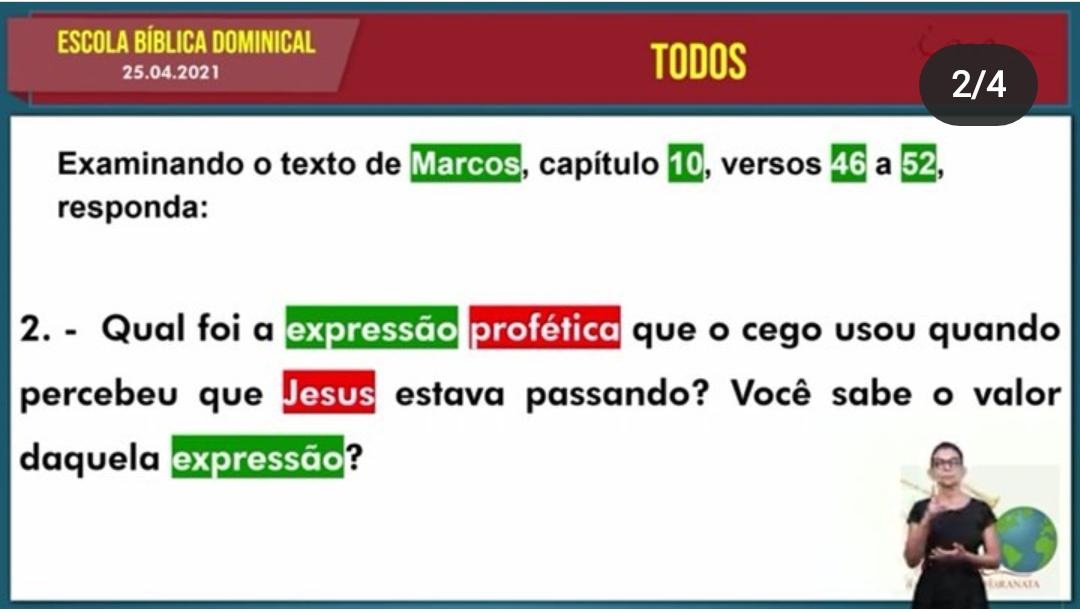 ESCOLA BÍBLICA DOMINICAL
25.04.2021
TODOS
2/4
Examinando o texto de Marcos, capítulo 10, versos 46 a 52,
responda:
2. - Qual foi a expressão profética que o cego usou quando
percebeu que Jesus estava passando? Você sabe o valor
daquela expressão?